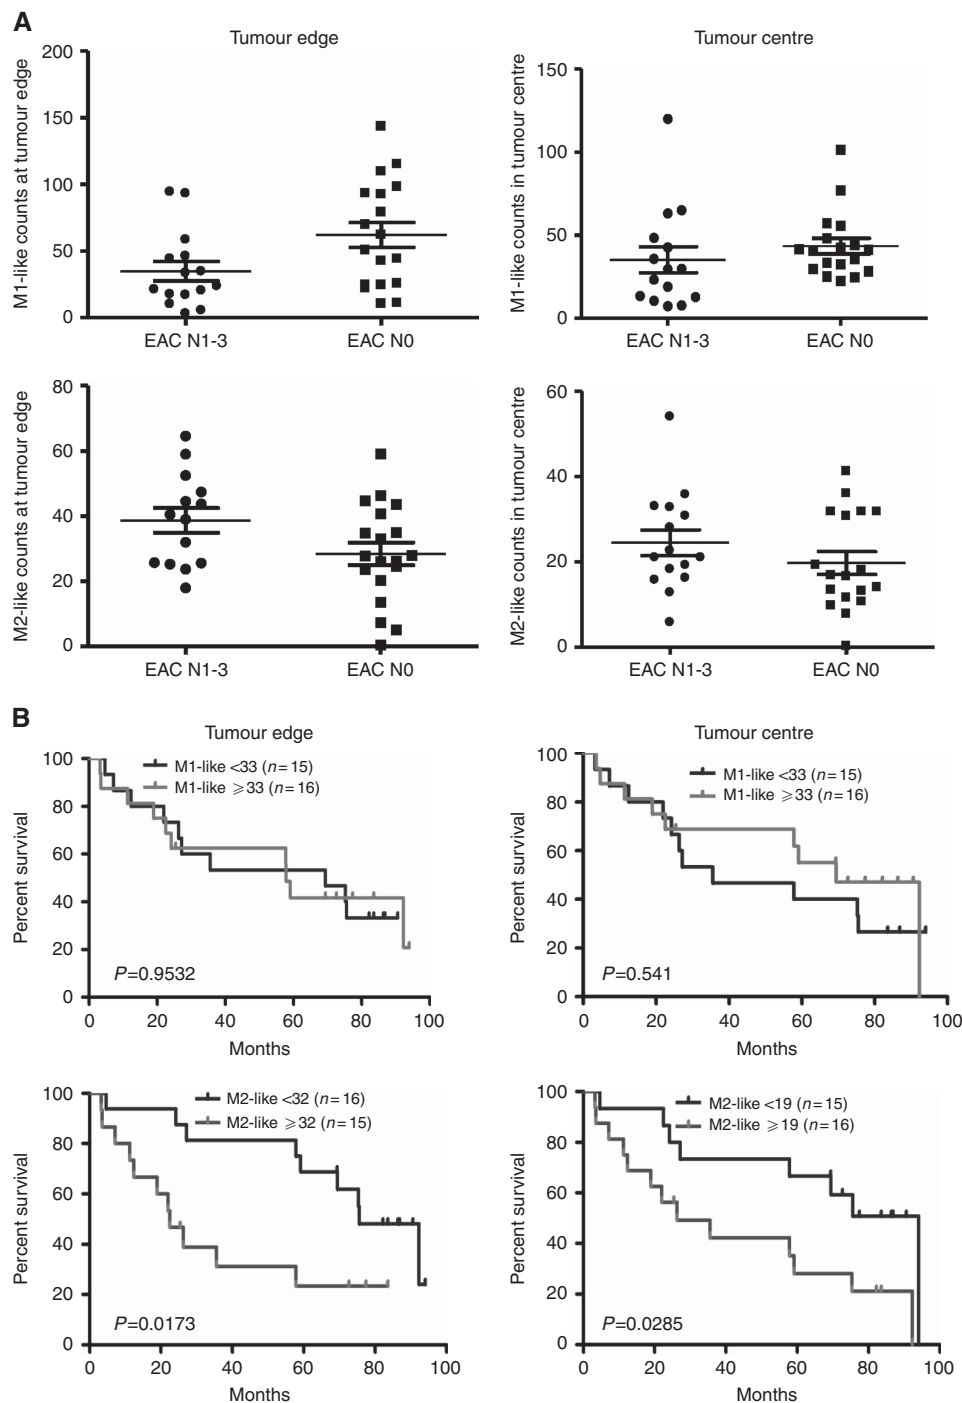 A
Tumour edge
Tumour centre
M1-like counts at tumour edge
200
150
100
50
0
EAC N1-3
EAC N0
M1-like counts in tumour centre
150
100
50
0
EAC N1-3
EAC N0
M2-like counts at tumour edge
80
60
40
20
0
EAC N1-3
EAC N0
M2-like counts in tumour centre
60
40
20
0
EAC N1-3
EAC N0
B
Tumour edge
Tumour centre
Percent survival
100
80
60
40
20
0
M1-like <33 (n=15)
M1-like ⩾33 (n=16)
P=0.9532
0 20 40 60 80 100
Months
Percent survival
100
80
60
40
20
0
M1-like <33 (n=15)
M1-like ⩾33 (n=16)
P=0.541
0 20 40 60 80 100
Months
Percent survival
100
80
60
40
20
0
M2-like <32 (n=16)
M2-like ⩾32 (n=15)
P=0.0173
0 20 40 60 80 100
Months
Percent survival
100
80
60
40
20
0
M2-like <19 (n=15)
M2-like ⩾19 (n=16)
P=0.0285
0 20 40 60 80 100
Months